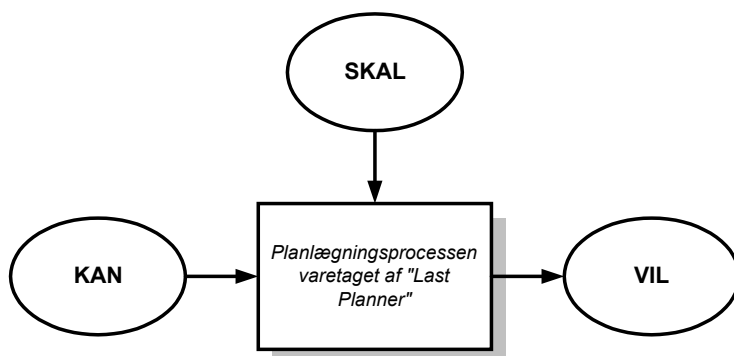 SKAL
KAN
Planlægningsprocessen
varetaget af "Last
Planner"
VIL